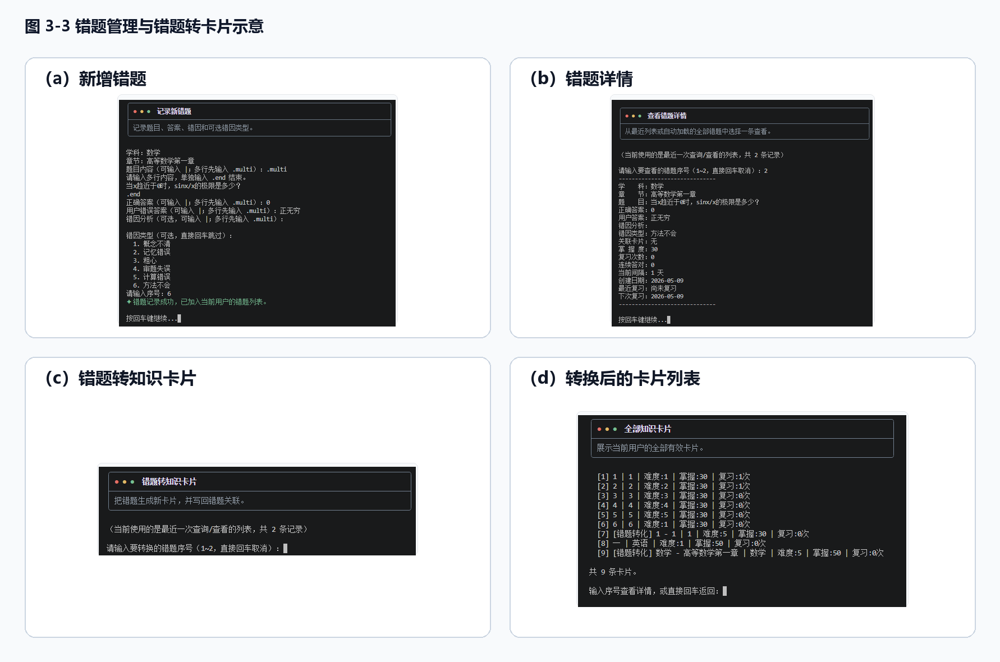 图 3-3 错题管理与错题转卡片示意
（a）新增错题
记录新错题
记录题目、答案、错因和可选错因类型。
学科：数学
章节：高等数学第一章
题目内容（可输入 |；多行先输入 .multi）：.multi
请输入多行内容，单独输入 .end 结束。
当x趋近于0时，sinx/x的极限是多少？
.end
正确答案（可输入 |；多行先输入 .multi）：0
用户错误答案（可输入 |；多行先输入 .multi）：正无穷
错因分析（可选，可输入 |；多行先输入 .multi）：
错因类型（可选，直接回车跳过）：
1. 概念不清
2. 记忆错误
3. 粗心
4. 审题失误
5. 计算错误
6. 方法不会
请输入序号：6
✦错题记录成功，已加入当前用户的错题列表。
按回车键继续...
（b）错题详情
查看错题详情
从最近列表或自动加载的全部错题中选择一条查看。
（当前使用的是最近一次查询/查看的列表，共 2 条记录）
请输入要查看的错题序号（1~2，直接回车取消）：2
------------------------------
学    科：数学
章    节：高等数学第一章
题    目：当x趋近于0时，sinx/x的极限是多少？
正确答案：0
用户答案：正无穷
错因分析：
错因类型：方法不会
关联卡片：无
掌 握 度：30
复习次数：0
连续答对：0
当前间隔：1 天
创建日期：2026-05-09
最近复习：尚未复习
下次复习：2026-05-09
------------------------------
按回车键继续...
（c）错题转知识卡片
错题转知识卡片
把错题生成新卡片，并写回错题关联。
（当前使用的是最近一次查询/查看的列表，共 2 条记录）
请输入要转换的错题序号（1~2，直接回车取消）：
（d）转换后的卡片列表
全部知识卡片
展示当前用户的全部有效卡片。
[1] 1 | 1 | 难度:1 | 掌握:30 | 复习:1次
[2] 2 | 2 | 难度:2 | 掌握:30 | 复习:1次
[3] 3 | 3 | 难度:3 | 掌握:30 | 复习:0次
[4] 4 | 4 | 难度:4 | 掌握:30 | 复习:0次
[5] 5 | 5 | 难度:5 | 掌握:30 | 复习:0次
[6] 6 | 6 | 难度:1 | 掌握:30 | 复习:0次
[7] [错题转化] 1 - 1 | 1 | 难度:5 | 掌握:30 | 复习:0次
[8] 一 | 英语 | 难度:1 | 掌握:50 | 复习:0次
[9] [错题转化] 数学 - 高等数学第一章 | 数学 | 难度:5 | 掌握:50 | 复习:0次
共 9 条卡片。
输入序号查看详情，或直接回车返回：